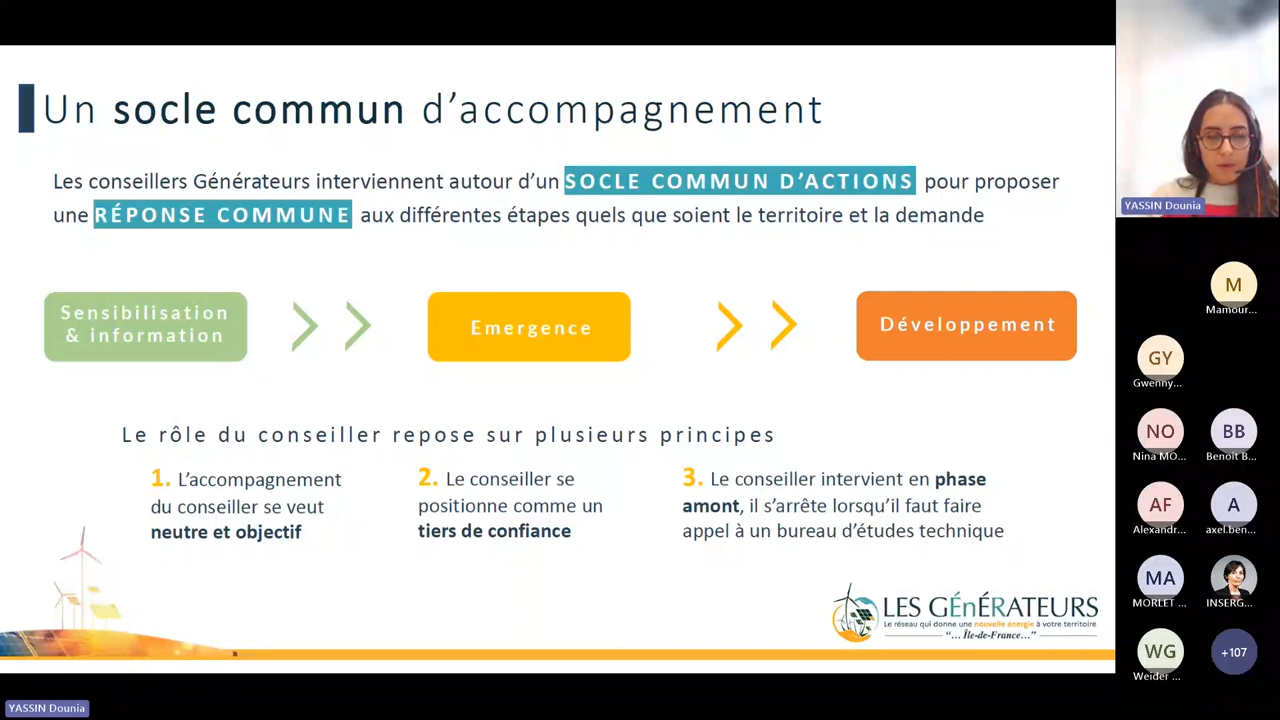 Un socle commun d’accompagnement
Les conseillers Générateurs interviennent autour d’un SOCLE COMMUN D’ACTIONS pour proposer
une RÉPONSE COMMUNE aux différentes étapes quels que soient le territoire et la demande
Sensibilisation
& information
Emergence
Développement
Le rôle du conseiller repose sur plusieurs principes
1. L’accompagnement
du conseiller se veut
neutre et objectif
2. Le conseiller se
positionne comme un
tiers de confiance
3. Le conseiller intervient en phase
amont, il s’arrête lorsqu’il faut faire
appel à un bureau d’études technique
LES GÉnÉRATEURS
Le réseau qui donne une nouvelle énergie à votre territoire
“... Île-de-France...”
YASSIN Dounia
M
Mamour...
GY
Gwenny...
NO
Nina MO...
BB
Benoit B...
AF
Alexandr...
A
axel.ben...
MA
MORLET ...
INSERG...
WG
Weider ...
+107
YASSIN Dounia